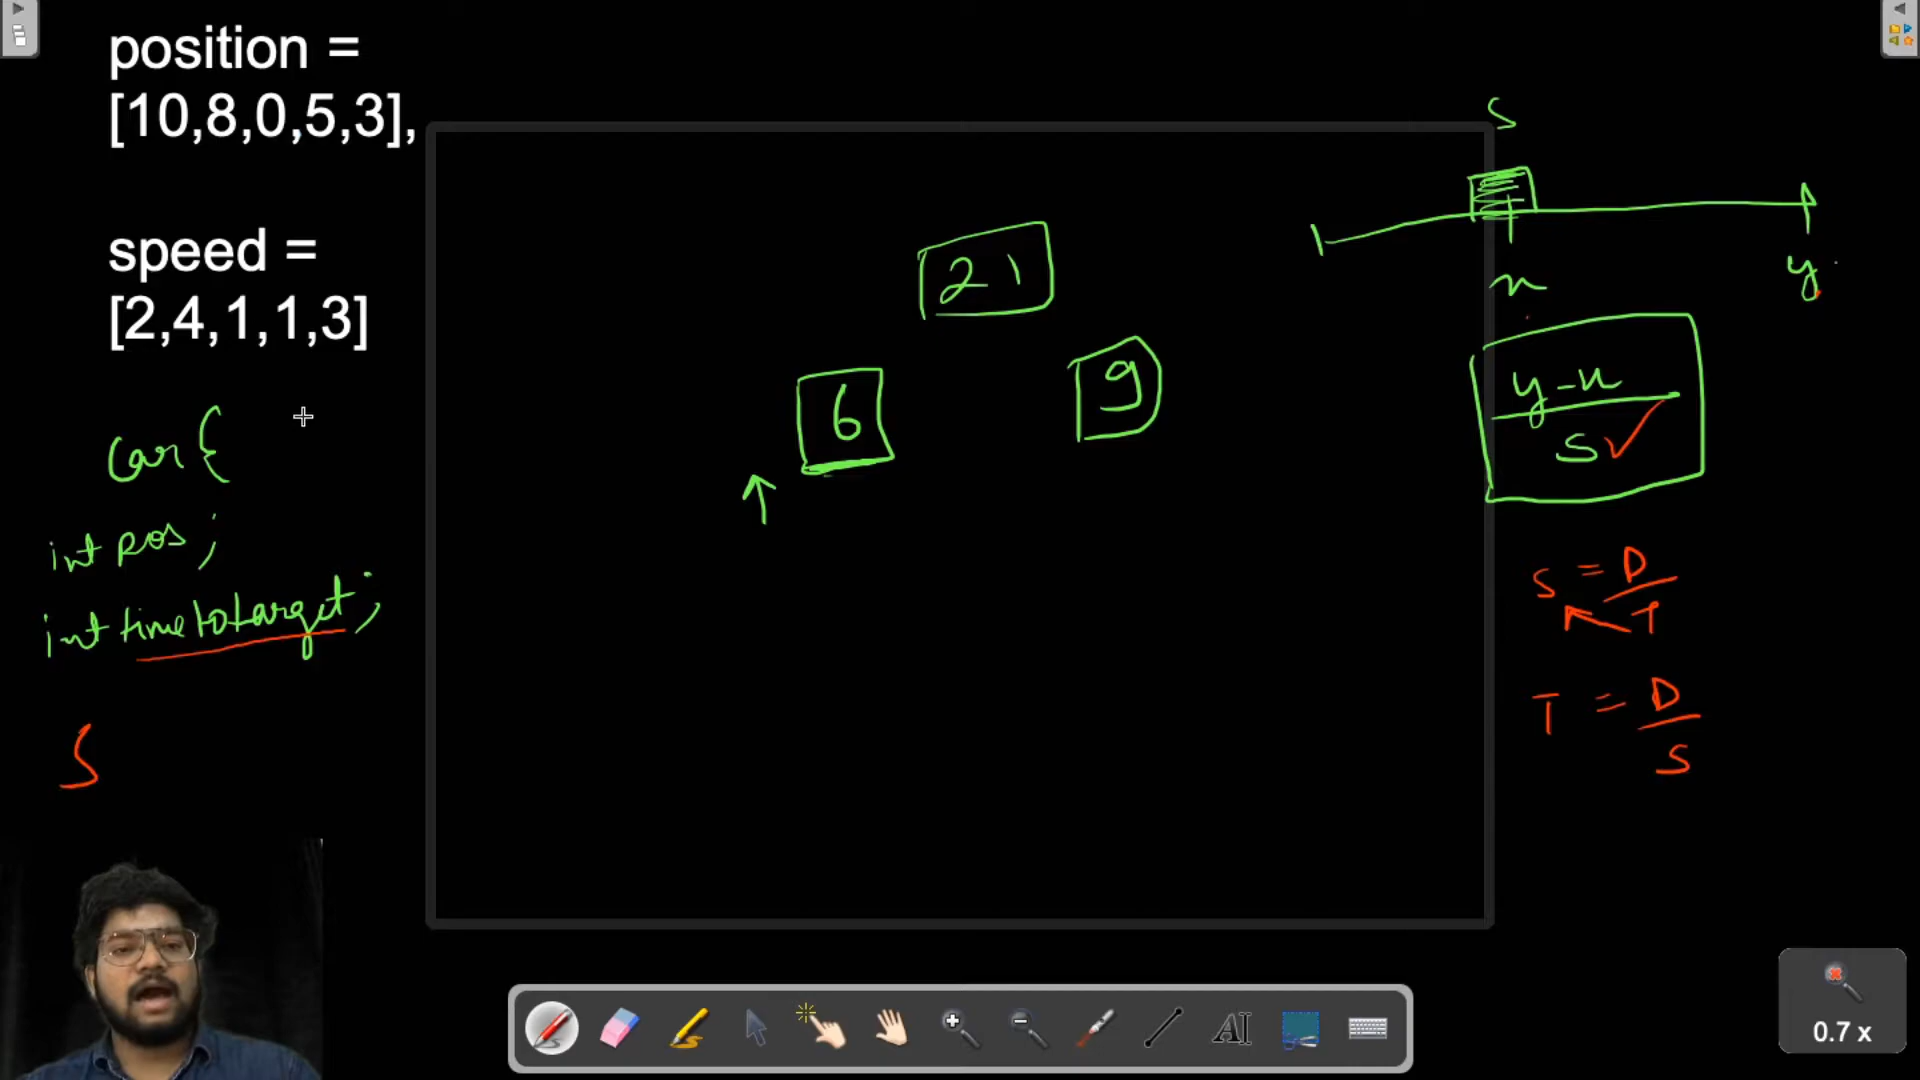 position =
[10,8,0,5,3],
speed =
[2,4,1,1,3]
car {
int pos ;
int timetotarget ;
S
21
6
9
S
x
y
y-x
S
S = D
T
T = D
S
AI
0.7 x